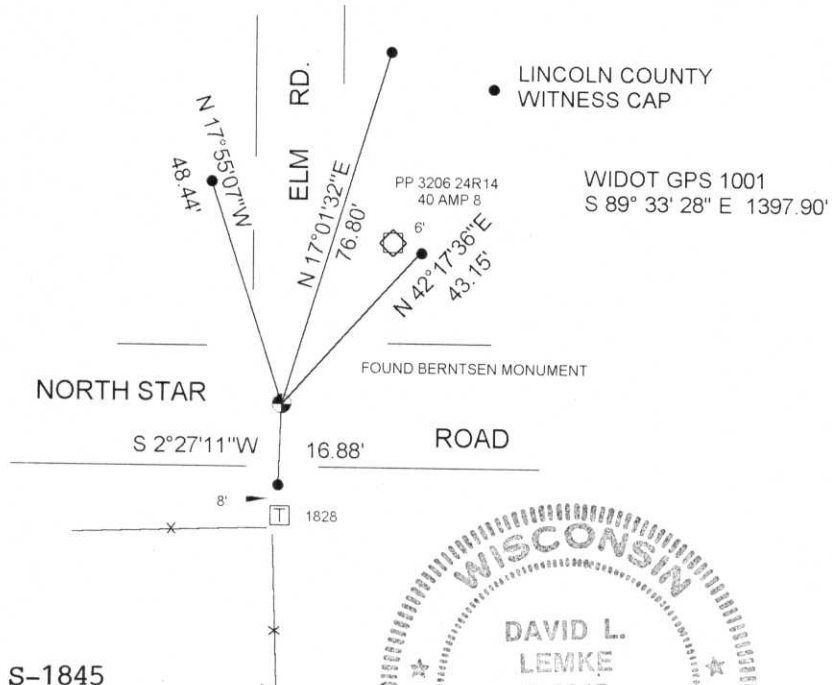 LINCOLN COUNTY
WITNESS CAP
ELM RD.
N 17°55'07"W
48.44'
N 17°01'32"E
76.80'
PP 3206 24R14
40 AMP 8
6'
N 42°17'36"E
43.15'
WIDOT GPS 1001
S 89° 33' 28" E 1397.90'
FOUND BERNTSEN MONUMENT
NORTH STAR
ROAD
S 2°27'11"W
16.88'
8'
T 1828
WISCONSIN
DAVID L.
LEMKE
S-1845